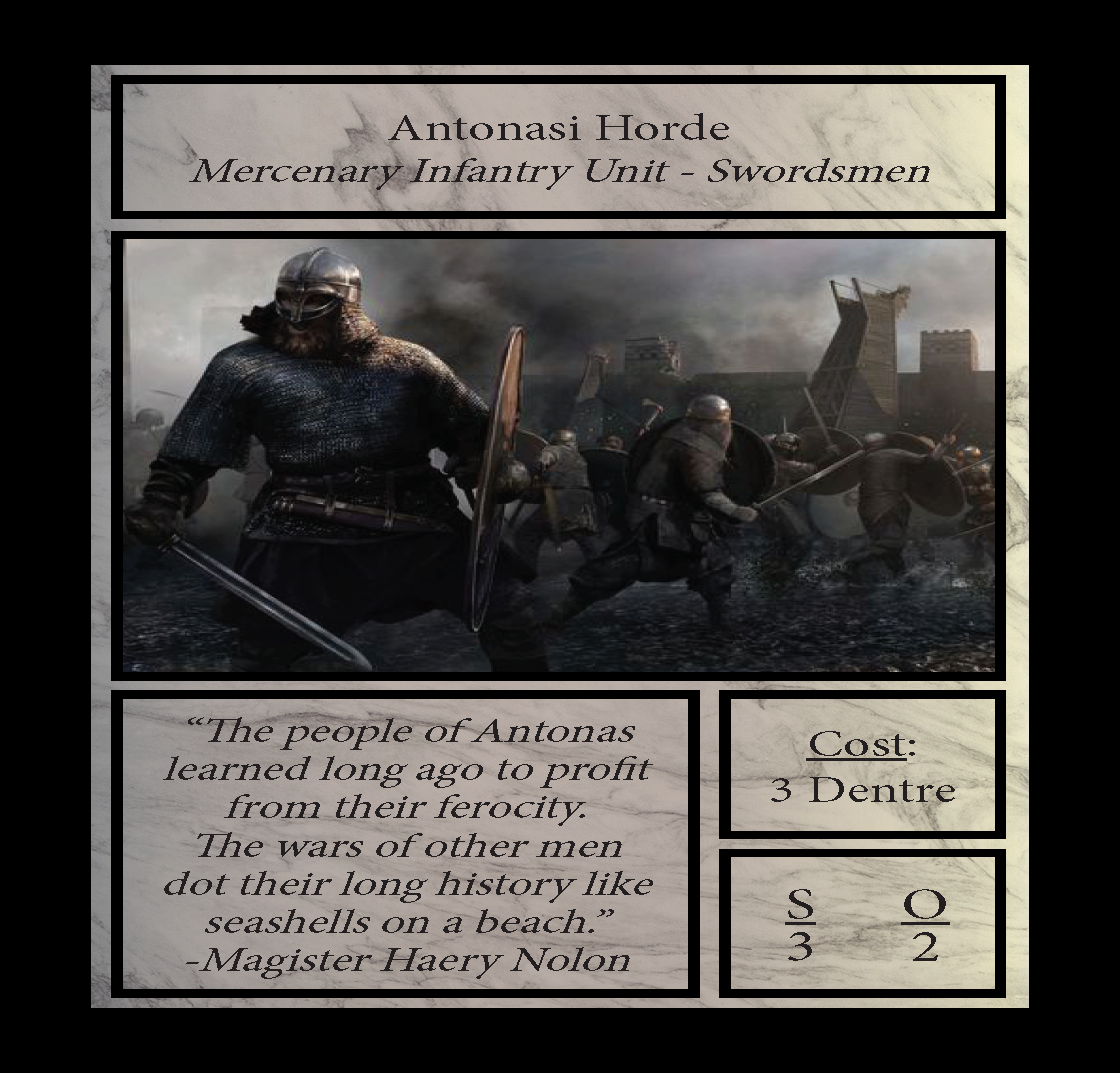 Antonasi Horde
Mercenary Infantry Unit - Swordsmen
“The people of Antonas
learned long ago to profit
from their ferocity.
The wars of other men
dot their long history like
seashells on a beach.”
-Magister Haery Nolon
Cost:
3 Dentre
S O
3 2